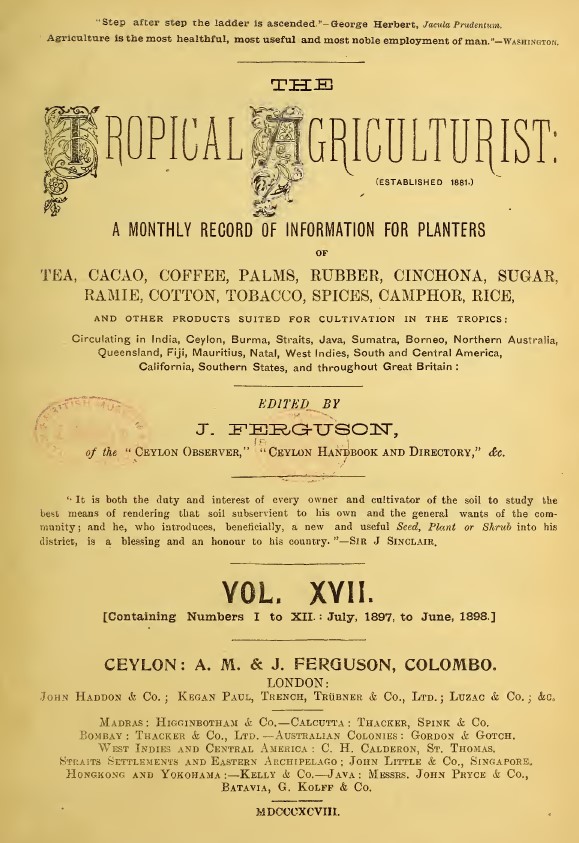 "Step after step the ladder is ascended."—George Herbert, Jacula Prudentum.
Agriculture is the most healthful, most useful and most noble employment of man."—Washington.
THE
TROPICAL AGRICULTURIST:
(ESTABLISHED 1881.)
A MONTHLY RECORD OF INFORMATION FOR PLANTERS
OF
TEA, CACAO, COFFEE, PALMS, RUBBER, CINCHONA, SUGAR,
RAMIE, COTTON, TOBACCO, SPICES, CAMPHOR, RICE,
AND OTHER PRODUCTS SUITED FOR CULTIVATION IN THE TROPICS:
Circulating in India, Ceylon, Burma, Straits, Java, Sumatra, Borneo, Northern Australia,
Queensland, Fiji, Mauritius, Natal, West Indies, South and Central America,
California, Southern States, and throughout Great Britain:
EDITED BY
J. FERGUSON,
of the "CEYLON OBSERVER," "CEYLON HANDBOOK AND DIRECTORY," &c.
"It is both the duty and interest of every owner and cultivator of the soil to study the
best means of rendering that soil subservient to his own and the general wants of the com-
munity; and he, who introduces, beneficially, a new and useful Seed, Plant or Shrub into his
district, is a blessing and an honour to his country."—SIR J SINCLAIR.
VOL. XVII.
[Containing Numbers I to XII.: July, 1897, to June, 1898.]
CEYLON: A. M. & J. FERGUSON, COLOMBO.
LONDON:
JOHN HADDON & CO.; KEGAN PAUL, TRENCH, TRÜBNER & CO., LTD.; LUZAC & CO.; &c.
MADRAS: HIGGINBOTHAM & CO.—CALCUTTA: THACKER, SPINK & CO.
BOMBAY: THACKER & CO., LTD.—AUSTRALIAN COLONIES: GORDON & GOTCH.
WEST INDIES AND CENTRAL AMERICA: C. H. CALDERON, ST. THOMAS.
STRAITS SETTLEMENTS AND EASTERN ARCHIPELAGO; JOHN LITTLE & CO., SINGAPORE.
HONGKONG AND YOKOHAMA:—KELLY & CO.—JAVA: MESSRS. JOHN PRYCE & CO.,
BATAVIA, G. KOLFF & CO.
MDCCCXCVIII.